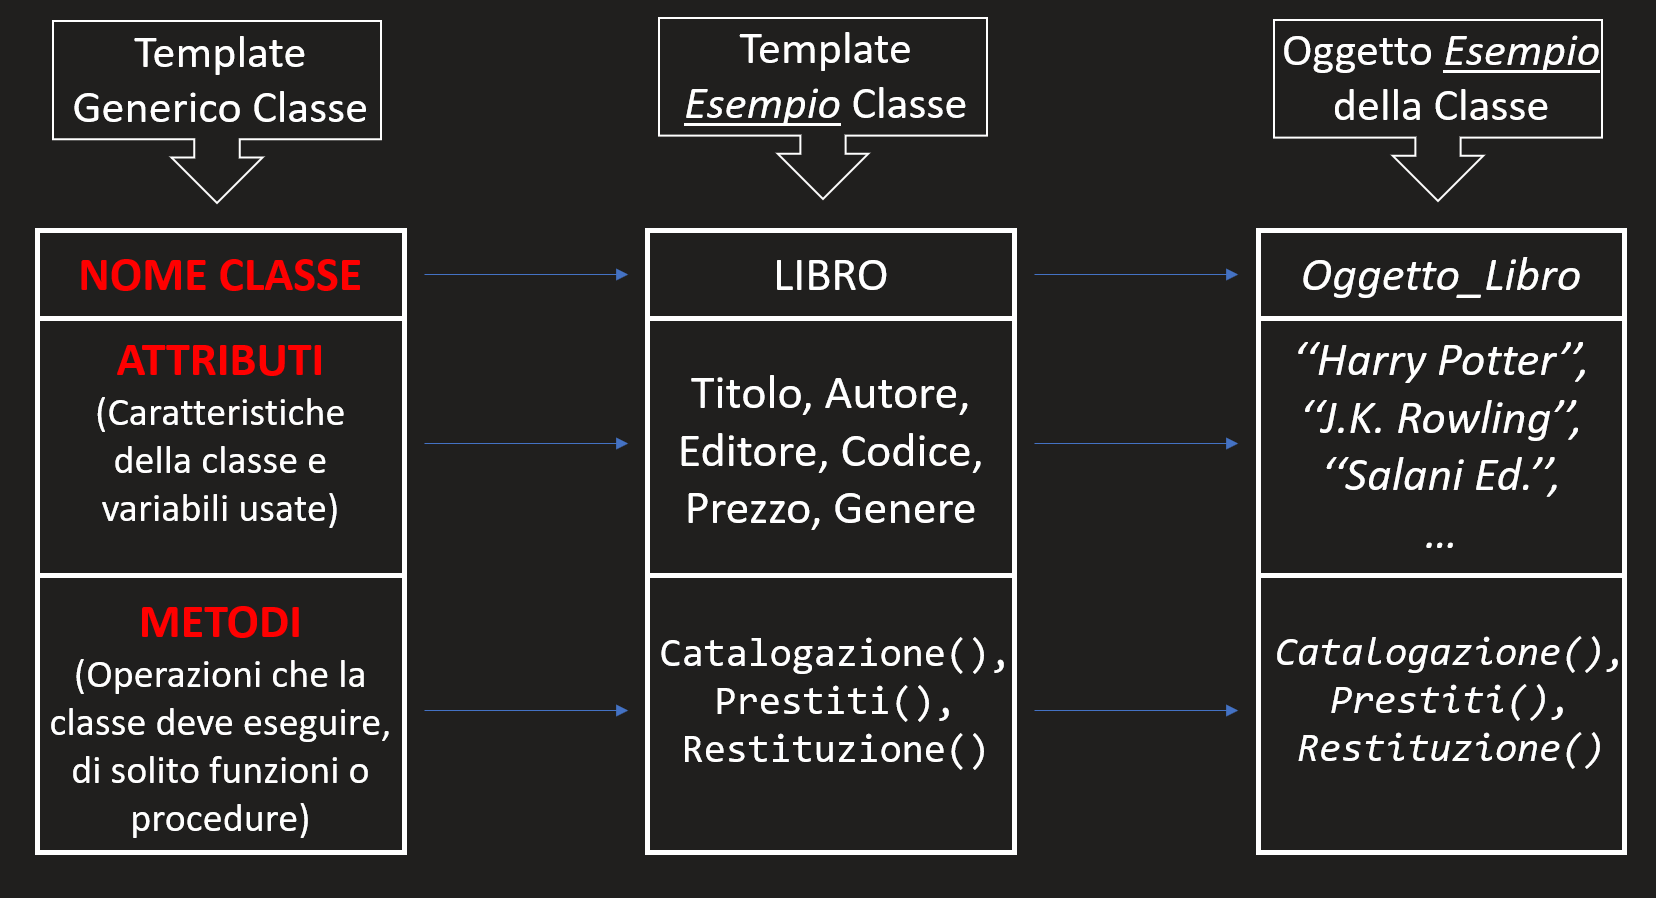 Template
Generico Classe
Template
Esempio Classe
Oggetto Esempio
della Classe
NOME CLASSE
LIBRO
Oggetto_Libro
ATTRIBUTI
(Caratteristiche
della classe e
variabili usate)
Titolo, Autore,
Editore, Codice,
Prezzo, Genere
“Harry Potter”,
“J.K. Rowling”,
“Salani Ed.”,
...
METODI
(Operazioni che la
classe deve eseguire,
di solito funzioni o
procedure)
Catalogazione(),
Prestiti(),
Restituzione()
Catalogazione(),
Prestiti(),
Restituzione()